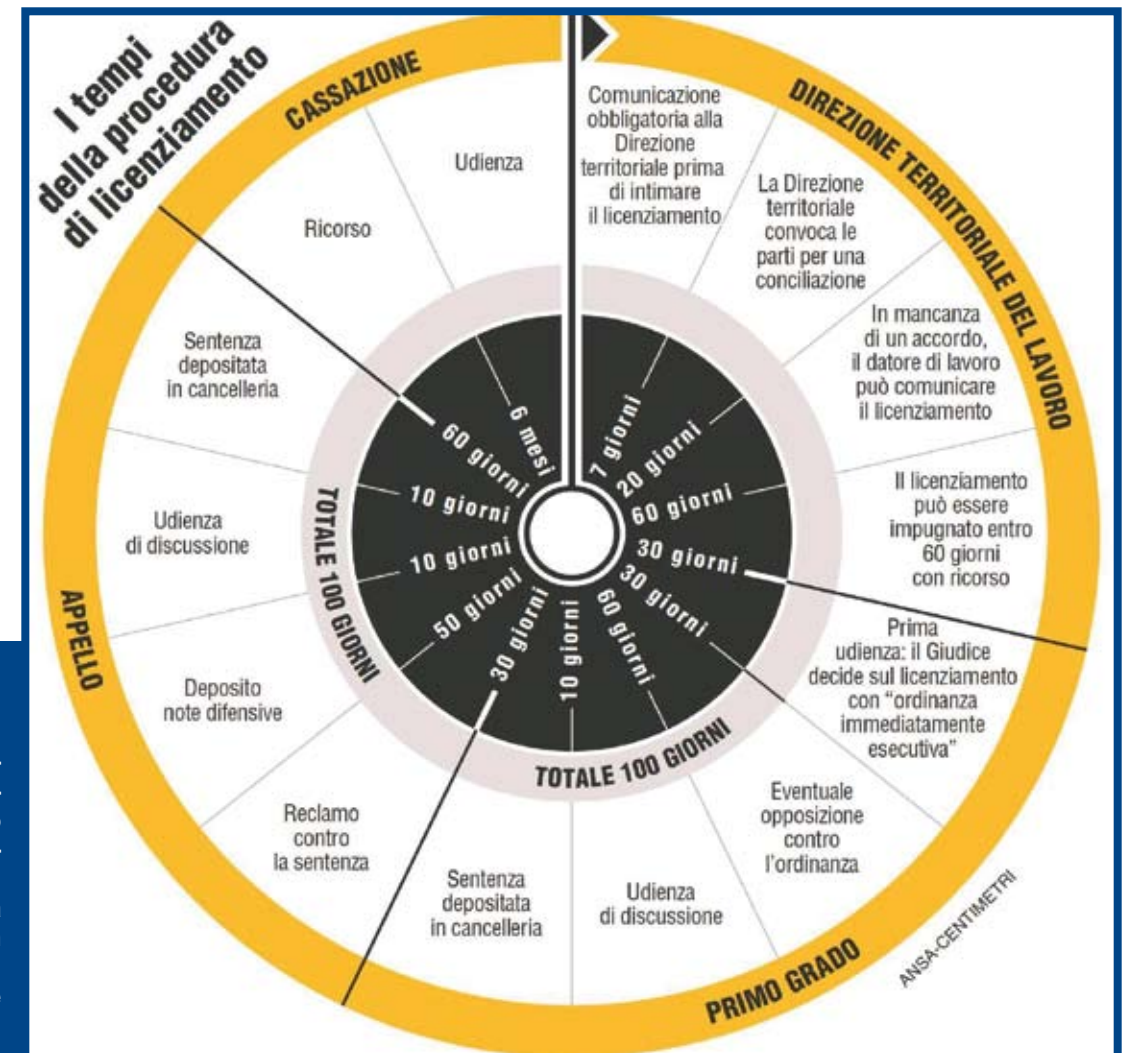 I tempi
della procedura
di licenziamento
DIREZIONE TERRITORIALE DEL LAVORO
Comunicazione
obbligatoria alla
Direzione
territoriale prima
di intimare
il licenziamento
La Direzione
territoriale
convoca le
parti per una
conciliazione
In mancanza
di un accordo,
il datore di lavoro
può comunicare
il licenziamento
Il licenziamento
può essere
impugnato entro
60 giorni
con ricorso
PRIMO GRADO
Prima
udienza: il Giudice
decide sul licenziamento
con “ordinanza
immediatamente
esecutiva”
Eventuale
opposizione
contro
l’ordinanza
Udienza
di discussione
Sentenza
depositata
in cancelleria
APPELLO
Reclamo
contro
la sentenza
Deposito
note difensive
Udienza
di discussione
Sentenza
depositata
in cancelleria
CASSAZIONE
Ricorso
Udienza
7 giorni
20 giorni
60 giorni
30 giorni
30 giorni
60 giorni
10 giorni
30 giorni
50 giorni
10 giorni
10 giorni
60 giorni
6 mesi
TOTALE 100 GIORNI
TOTALE 100 GIORNI
ANSA-CENTIMETRI